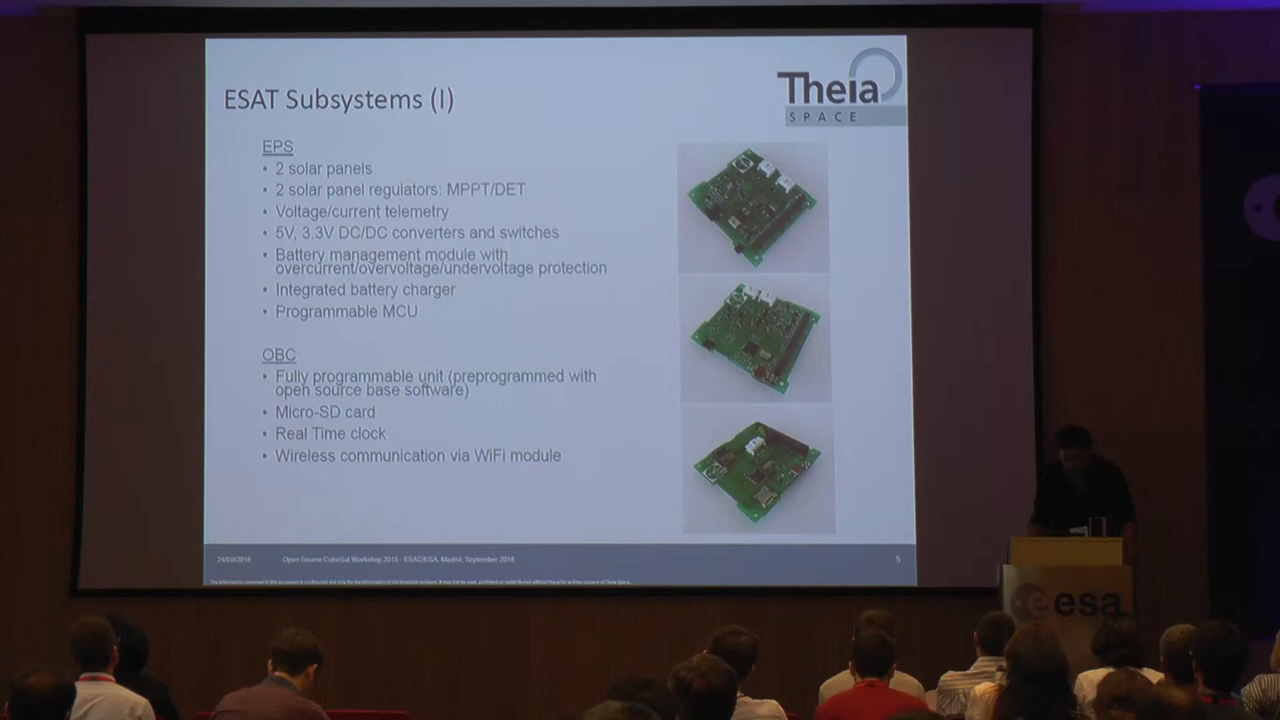 ESAT Subsystems (I)
Theia
SPACE
EPS
• 2 solar panels
• 2 solar panel regulators: MPPT/DET
• Voltage/current telemetry
• 5V, 3.3V DC/DC converters and switches
• Battery management module with
overcurrent/overvoltage/undervoltage protection
• Integrated battery charger
• Programmable MCU
OBC
• Fully programmable unit (preprogrammed with
open source base software)
• Micro-SD card
• Real Time clock
• Wireless communication via WiFi module
24/09/2018 Open Source CubeSat Workshop 2018 - ESAC/ESA, Madrid, September 2018 5
esa